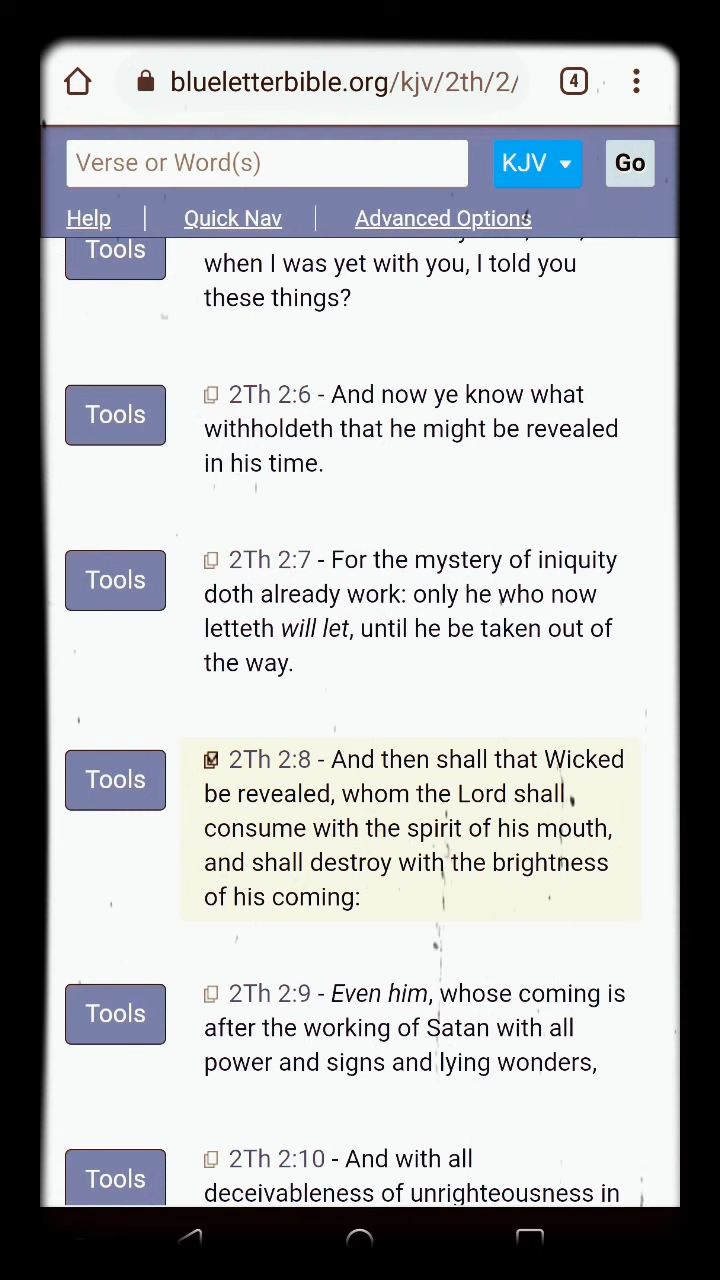 blueletterbible.org/kjv/2th/2/
4
Verse or Word(s)
KJV
Go
Help
Quick Nav
Advanced Options
Tools
when I was yet with you, I told you
these things?
Tools
2Th 2:6 - And now ye know what
withholdeth that he might be revealed
in his time.
Tools
2Th 2:7 - For the mystery of iniquity
doth already work: only he who now
letteth will let, until he be taken out of
the way.
Tools
2Th 2:8 - And then shall that Wicked
be revealed, whom the Lord shall
consume with the spirit of his mouth,
and shall destroy with the brightness
of his coming:
Tools
2Th 2:9 - Even him, whose coming is
after the working of Satan with all
power and signs and lying wonders,
Tools
2Th 2:10 - And with all
deceivableness of unrighteousness in